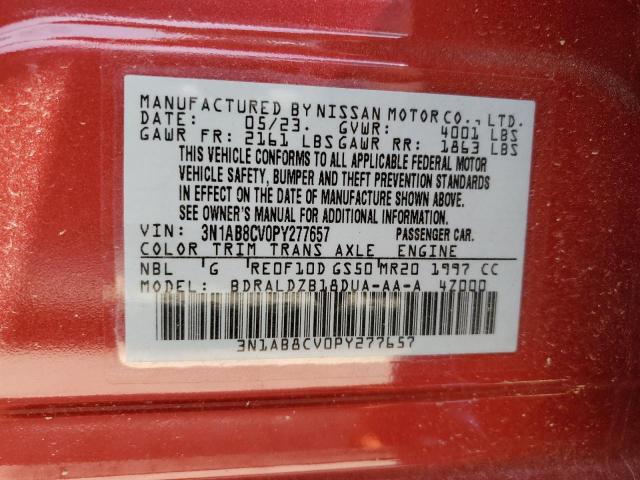 MANUFACTURED BY NISSAN MOTOR CO., LTD.
DATE: 05/23. GVWR: 4001 LBS
GAWR FR: 2161 LBS GAWR RR: 1863 LBS
THIS VEHICLE CONFORMS TO ALL APPLICABLE FEDERAL MOTOR
VEHICLE SAFETY, BUMPER AND THEFT PREVENTION STANDARDS
IN EFFECT ON THE DATE OF MANUFACTURE SHOWN ABOVE.
SEE OWNER'S MANUAL FOR ADDITIONAL INFORMATION.
VIN: 3N1AB8CV0PY277657 PASSENGER CAR.
COLOR TRIM TRANS AXLE ENGINE
NBL G RE0F10D GS50 MR20 1997 CC
MODEL: BDRALDZB18DUA-AA-A 4Z000
3N1AB8CV0PY277657